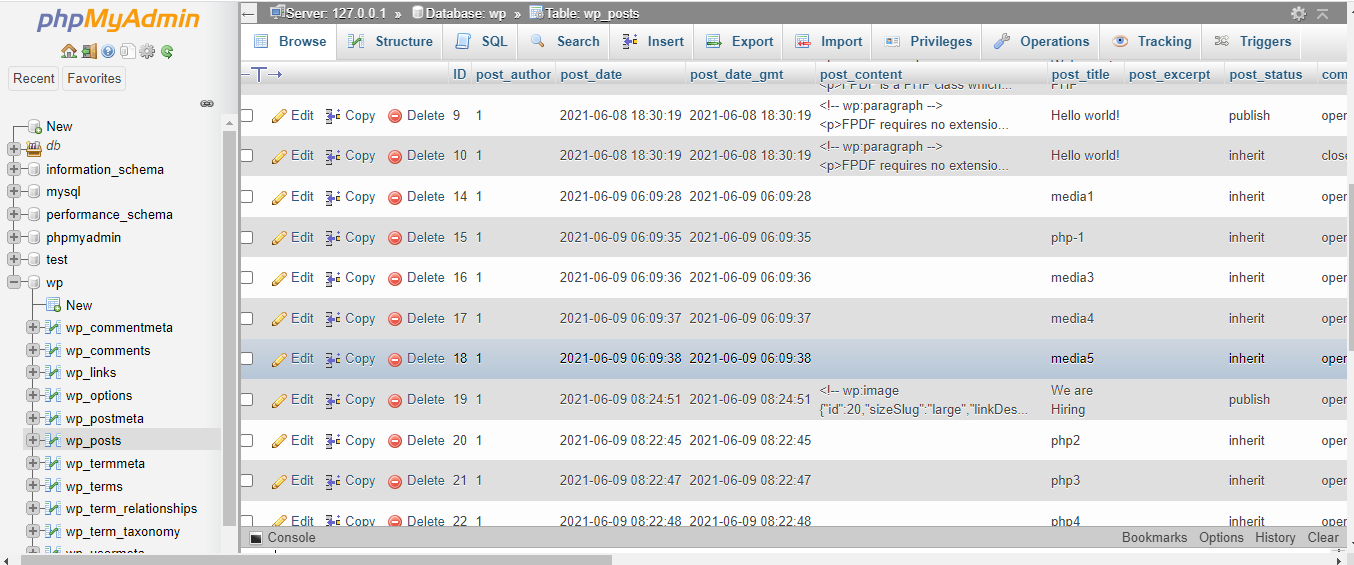 phpMyAdmin
Recent Favorites
New
db
information_schema
mysql
performance_schema
phpmyadmin
test
wp
New
wp_commentmeta
wp_comments
wp_links
wp_options
wp_postmeta
wp_posts
wp_termmeta
wp_terms
wp_term_relationships
wp_term_taxonomy
wp_usermeta
Server: 127.0.0.1 » Database: wp » Table: wp_posts
Browse Structure SQL Search Insert Export Import Privileges Operations Tracking Triggers
ID post_author post_date post_date_gmt post_content post_title post_excerpt post_status com
<p>FPDF is a PHP class which... PHP
Edit Copy Delete 9 1 2021-06-08 18:30:19 2021-06-08 18:30:19 <!-- wp:paragraph --> Hello world! publish oper
<p>FPDF requires no extensio...
Edit Copy Delete 10 1 2021-06-08 18:30:19 2021-06-08 18:30:19 <!-- wp:paragraph --> Hello world! inherit close
<p>FPDF requires no extensio...
Edit Copy Delete 14 1 2021-06-09 06:09:28 2021-06-09 06:09:28 media1 inherit oper
Edit Copy Delete 15 1 2021-06-09 06:09:35 2021-06-09 06:09:35 php-1 inherit oper
Edit Copy Delete 16 1 2021-06-09 06:09:36 2021-06-09 06:09:36 media3 inherit oper
Edit Copy Delete 17 1 2021-06-09 06:09:37 2021-06-09 06:09:37 media4 inherit oper
Edit Copy Delete 18 1 2021-06-09 06:09:38 2021-06-09 06:09:38 media5 inherit oper
Edit Copy Delete 19 1 2021-06-09 08:24:51 2021-06-09 08:24:51 <!-- wp:image We are publish oper
{"id":20,"sizeSlug":"large","linkDes... Hiring
Edit Copy Delete 20 1 2021-06-09 08:22:45 2021-06-09 08:22:45 php2 inherit oper
Edit Copy Delete 21 1 2021-06-09 08:22:47 2021-06-09 08:22:47 php3 inherit oper
Edit Copy Delete 22 1 2021-06-09 08:22:48 2021-06-09 08:22:48 php4 inherit oper
Console Bookmarks Options History Clear